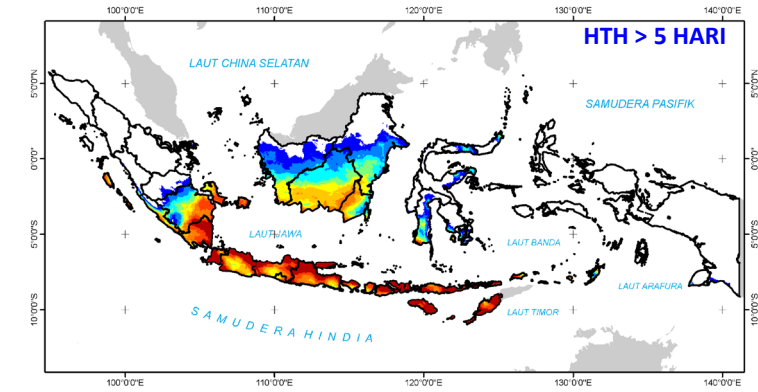 100°0'0"E 110°0'0"E 120°0'0"E 130°0'0"E 140°0'0"E
HTH > 5 HARI
LAUT CHINA SELATAN
5°0'0"N 5°0'0"N
SAMUDERA PASIFIK
0°0'0" 0°0'0"
LAUT JAWA
5°0'0"S 5°0'0"S
LAUT BANDA
LAUT ARAFURA
SAMUDERA HINDIA
LAUT TIMOR
10°0'0"S 10°0'0"S
100°0'0"E 110°0'0"E 120°0'0"E 130°0'0"E 140°0'0"E